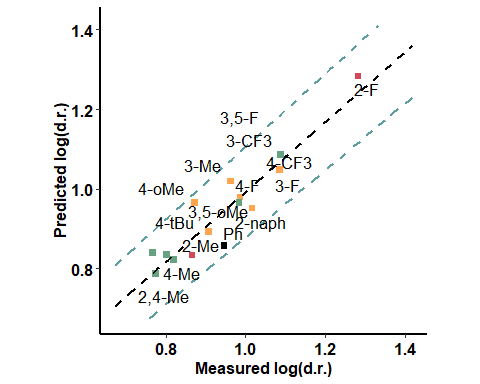 1.4
1.2
1.0
0.8
Predicted log(d.r.)
2-F
3,5-F
3-CF3
4-CF3
3-Me
3-F
4-F
4-oMe
3,5-oMe
4-tBu
2-naph
Ph
2-Me
4-Me
2,4-Me
0.8 1.0 1.2 1.4
Measured log(d.r.)